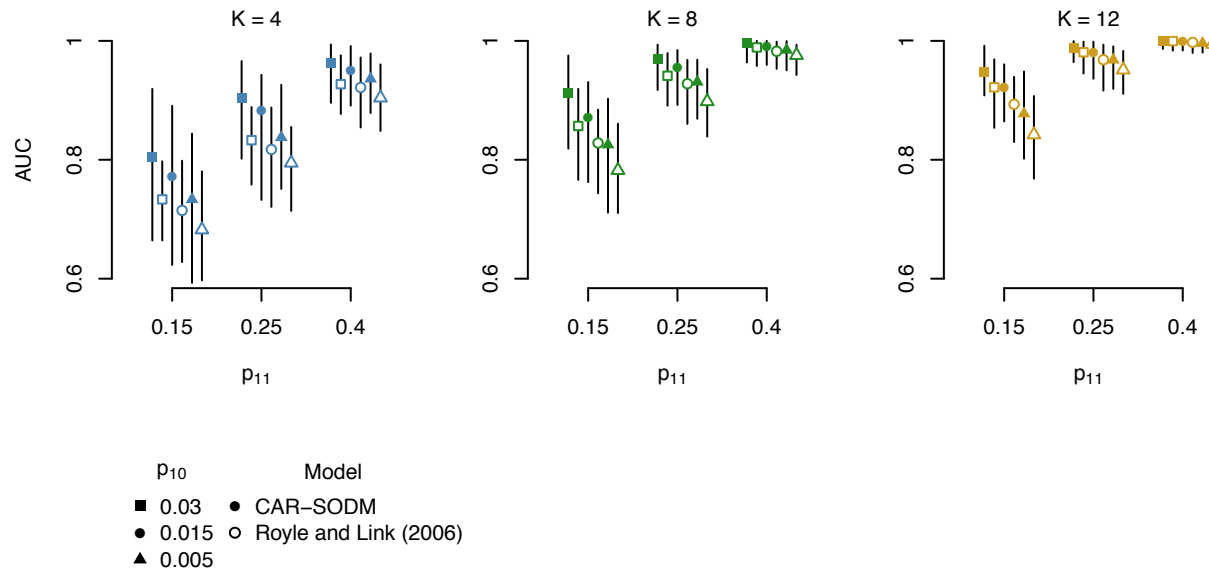 K = 4
K = 8
K = 12
AUC
1
0.8
0.6
1
0.8
0.6
1
0.8
0.6
0.15 0.25 0.4
0.15 0.25 0.4
0.15 0.25 0.4
p₁₁
p₁₁
p₁₁
p₁₀ Model
0.03 CAR−SODM
0.015 Royle and Link (2006)
0.005